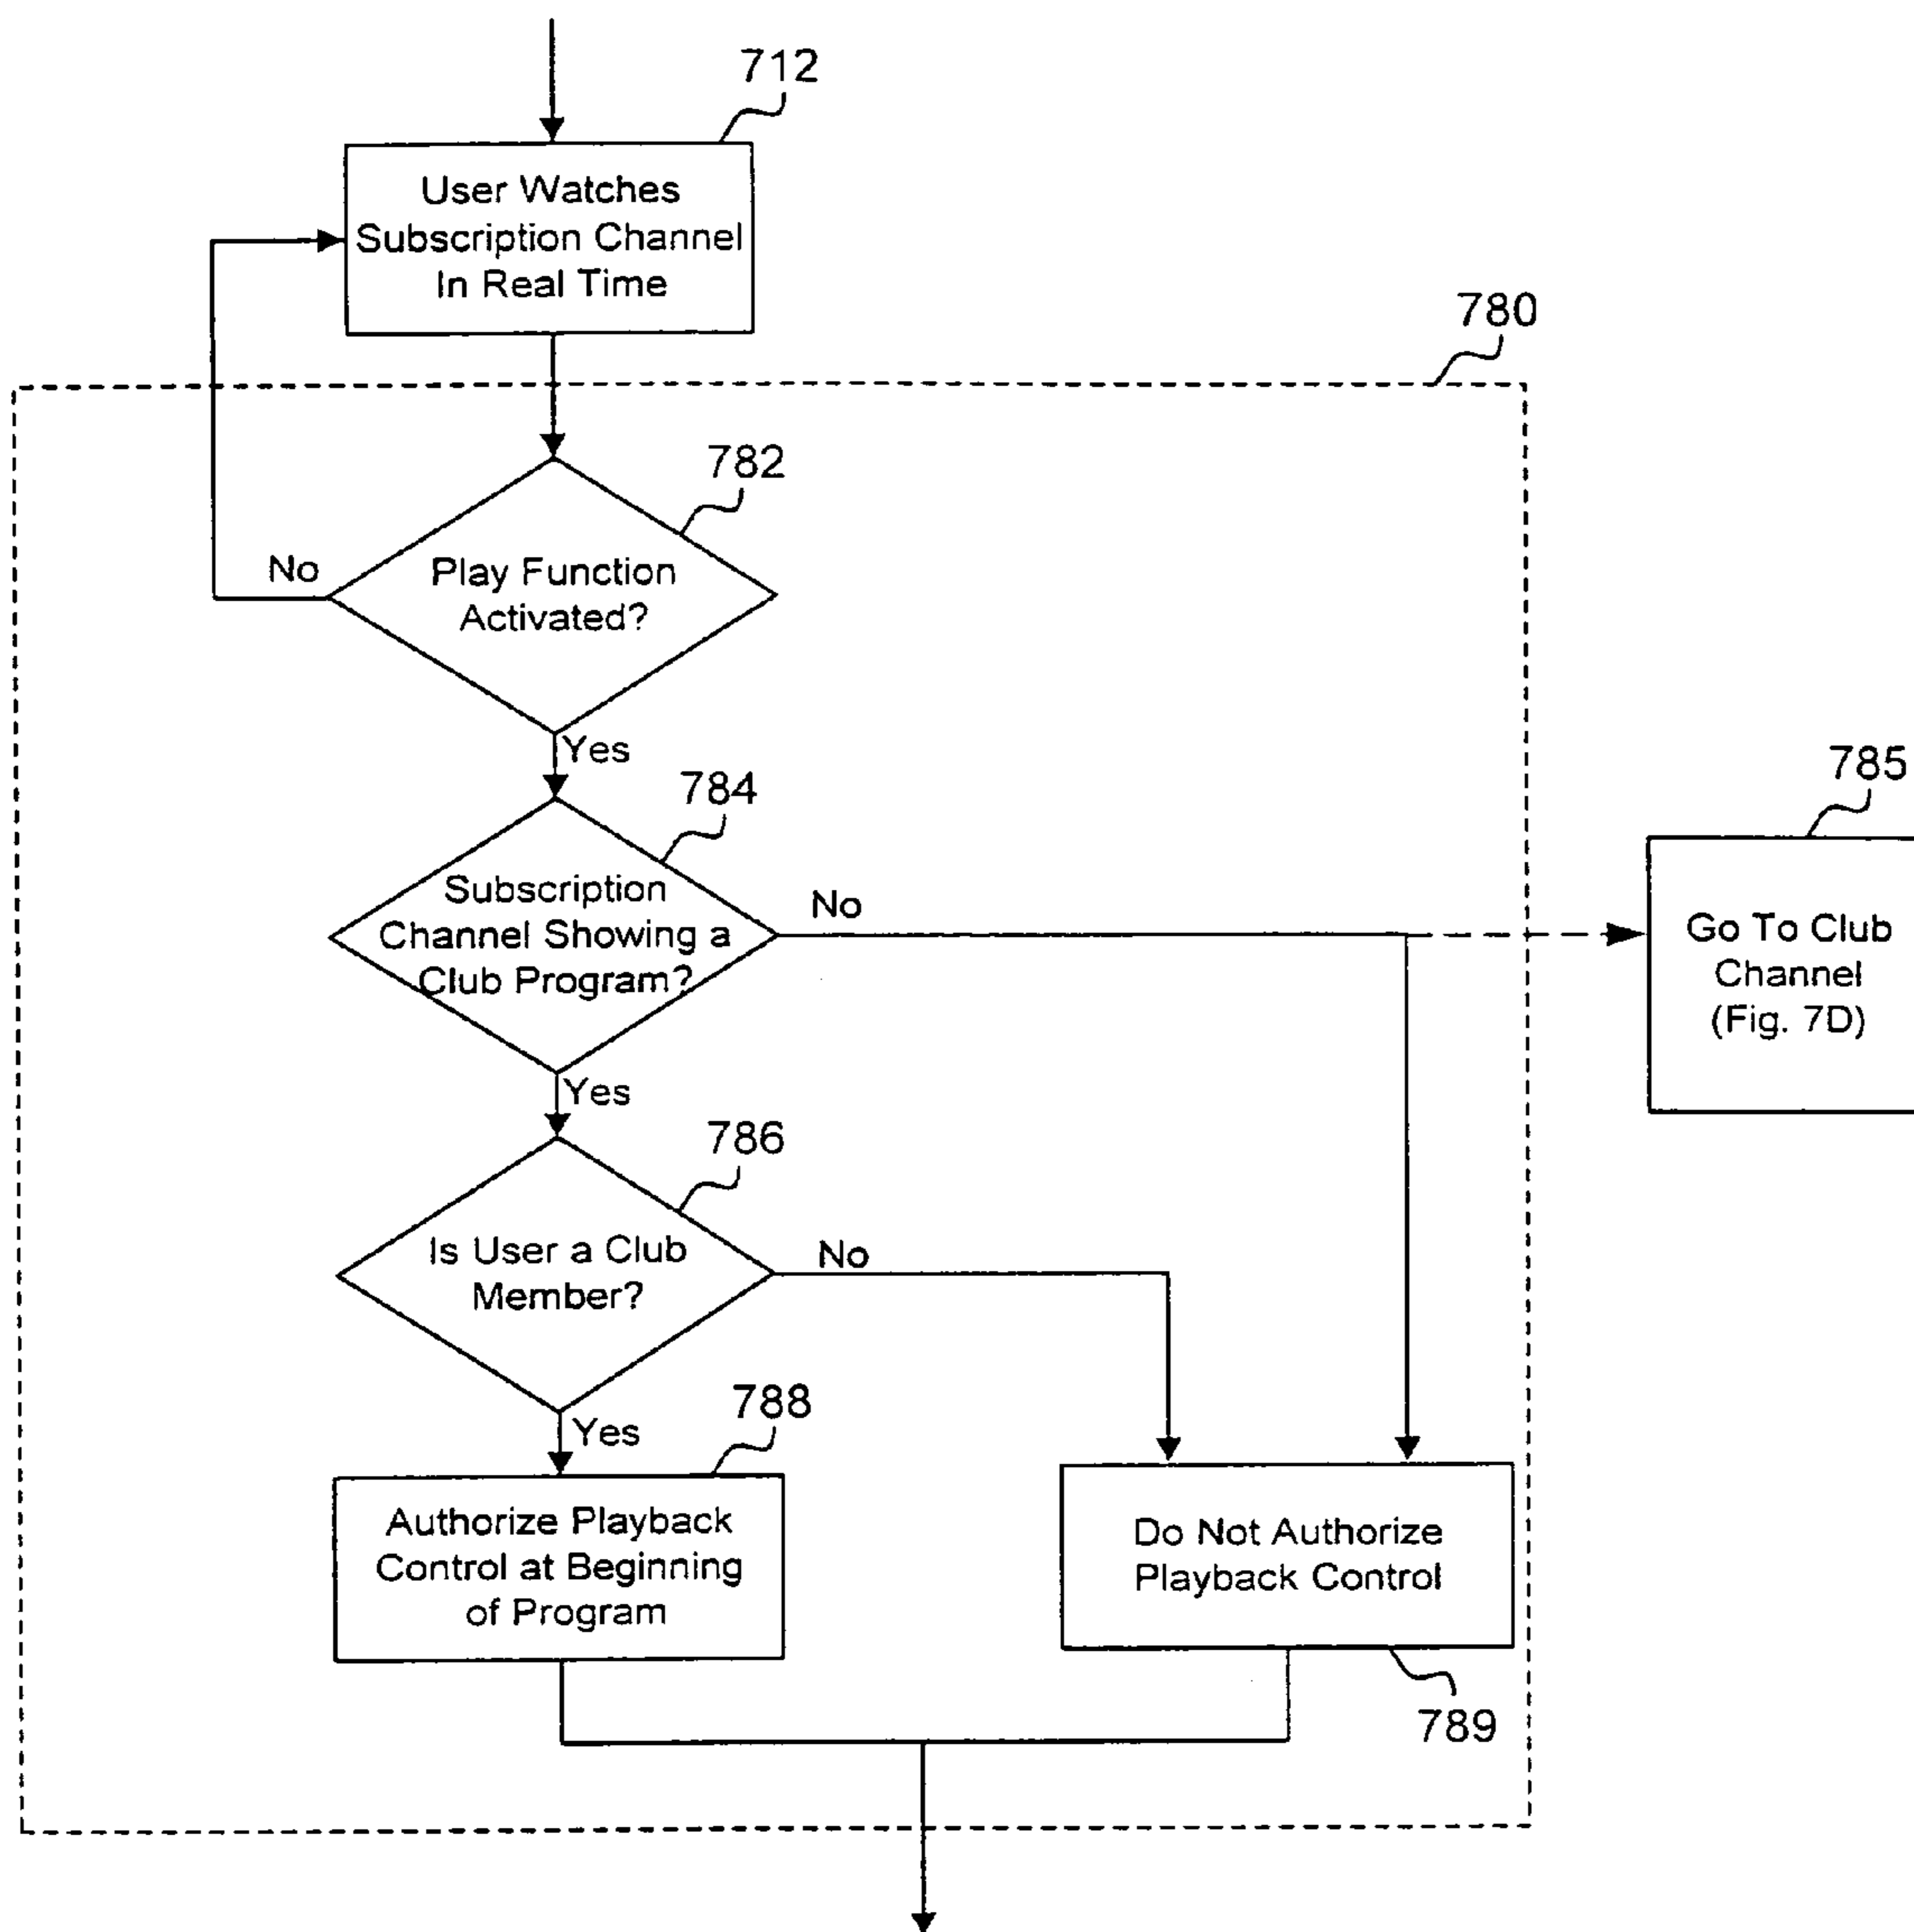 712
User Watches
Subscription Channel
In Real Time
780
782
No
Play Function
Activated?
Yes
784
785
Subscription
Channel Showing a
Club Program?
No
Go To Club
Channel
(Fig. 7D)
Yes
786
Is User a Club
Member?
No
Yes
788
Authorize Playback
Control at Beginning
of Program
Do Not Authorize
Playback Control
789